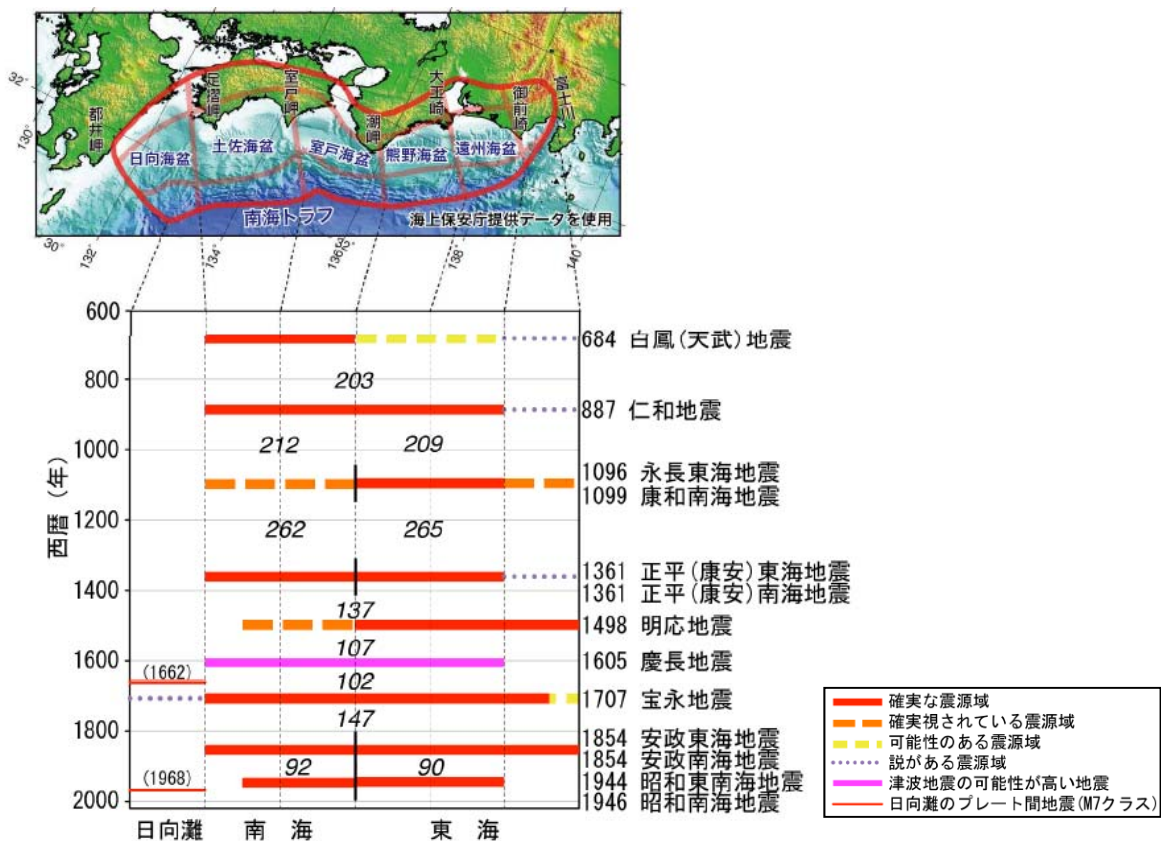 足摺岬
室戸岬
大王崎
御前崎
富士川
都井岬
潮岬
日向海盆
土佐海盆
室戸海盆
熊野海盆
遠州海盆
南海トラフ
海上保安庁提供データを使用
32°
130°
30°
132°
134°
136°
138°
140°
西暦(年)
600
684 白鳳(天武)地震
800
203
887 仁和地震
1000
212
209
1096 永長東海地震
1099 康和南海地震
1200
262
265
1361 正平(康安)東海地震
1361 正平(康安)南海地震
1400
137
1498 明応地震
107
1600
1605 慶長地震
(1662)
102
1707 宝永地震
147
1800
1854 安政東海地震
1854 安政南海地震
92
90
1944 昭和東南海地震
1946 昭和南海地震
(1968)
2000
日向灘
南 海
東 海
確実な震源域
確実視されている震源域
可能性のある震源域
説がある震源域
津波地震の可能性が高い地震
日向灘のプレート間地震(M7クラス)